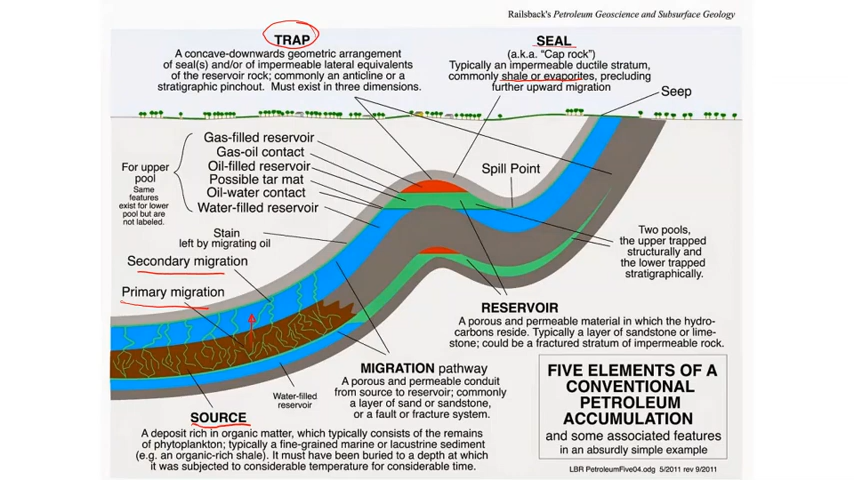 Railsback's Petroleum Geoscience and Subsurface Geology
TRAP
A concave-downwards geometric arrangement
of seal(s) and/or of impermeable lateral equivalents
of the reservoir rock; commonly an anticline or a
stratigraphic pinchout. Must exist in three dimensions.
SEAL
(a.k.a. "Cap rock")
Typically an impermeable ductile stratum,
commonly shale or evaporites, precluding
further upward migration
Seep
Gas-filled reservoir
Gas-oil contact
Oil-filled reservoir
Possible tar mat
Oil-water contact
Water-filled reservoir
For upper
pool
Same
features
exist for lower
pool but are
not labeled.
Spill Point
Stain
left by migrating oil
Secondary migration
Primary migration
Two pools,
the upper trapped
structurally and
the lower trapped
stratigraphically.
RESERVOIR
A porous and permeable material in which the hydro-
carbons reside. Typically a layer of sandstone or lime-
stone; could be a fractured stratum of impermeable rock.
MIGRATION pathway
A porous and permeable conduit
from source to reservoir; commonly
a layer of sand or sandstone,
or a fault or fracture system.
Water-filled
reservoir
SOURCE
A deposit rich in organic matter, which typically consists of the remains
of phytoplankton; typically a fine-grained marine or lacustrine sediment
(e.g. an organic-rich shale). It must have been buried to a depth at which
it was subjected to considerable temperature for considerable time.
FIVE ELEMENTS OF A
CONVENTIONAL
PETROLEUM
ACCUMULATION
and some associated features
in an absurdly simple example
LBR PetroleumFive04.odg 5/2011 rev 9/2011